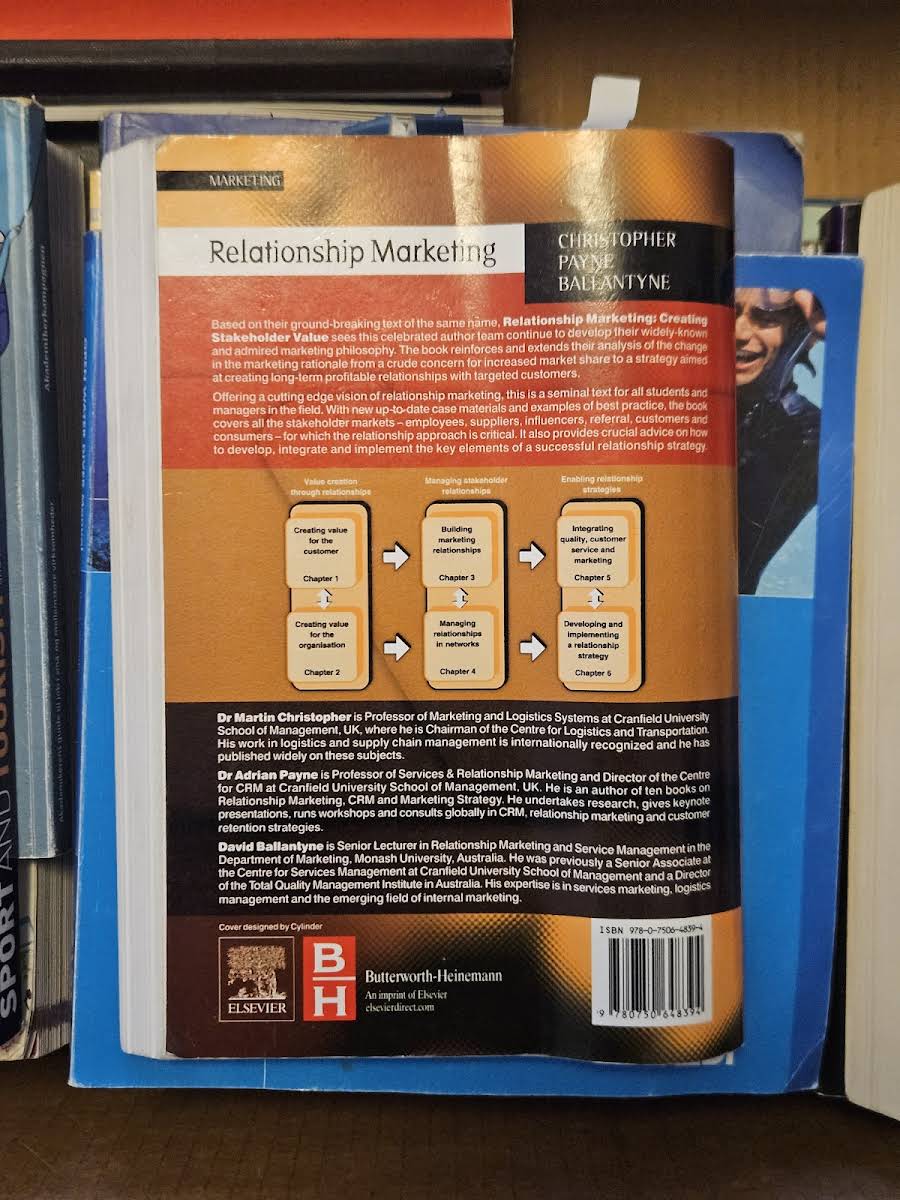 MARKETING
Relationship Marketing
CHRISTOPHER
PAYNE
BALLANTYNE
Based on their ground-breaking text of the same name, Relationship Marketing: Creating
Stakeholder Value sees this celebrated author team continue to develop their widely-known
and admired marketing philosophy. The book reinforces and extends their analysis of the change
in the marketing rationale from a crude concern for increased market share to a strategy aimed
at creating long-term profitable relationships with targeted customers.
Offering a cutting edge vision of relationship marketing, this is a seminal text for all students and
managers in the field. With new up-to-date case materials and examples of best practice, the book
covers all the stakeholder markets – employees, suppliers, influencers, referral, customers and
consumers – for which the relationship approach is critical. It also provides crucial advice on how
to develop, integrate and implement the key elements of a successful relationship strategy.
Value creation
through relationships
Managing stakeholder
relationships
Enabling relationship
strategies
Creating value
for the
customer
Chapter 1
Building
marketing
relationships
Chapter 3
Integrating
quality, customer
service and
marketing
Chapter 5
Creating value
for the
organisation
Chapter 2
Managing
relationships
in networks
Chapter 4
Developing and
implementing
a relationship
strategy
Chapter 6
Dr Martin Christopher is Professor of Marketing and Logistics Systems at Cranfield University
School of Management, UK, where he is Chairman of the Centre for Logistics and Transportation.
His work in logistics and supply chain management is internationally recognized and he has
published widely on these subjects.
Dr Adrian Payne is Professor of Services & Relationship Marketing and Director of the Centre
for CRM at Cranfield University School of Management, UK. He is an author of ten books on
Relationship Marketing, CRM and Marketing Strategy. He undertakes research, gives keynote
presentations, runs workshops and consults globally in CRM, relationship marketing and customer
retention strategies.
David Ballantyne is Senior Lecturer in Relationship Marketing and Service Management in the
Department of Marketing, Monash University, Australia. He was previously a Senior Associate at
the Centre for Services Management at Cranfield University School of Management and a Director
of the Total Quality Management Institute in Australia. His expertise is in services marketing, logistics
management and the emerging field of internal marketing.
Cover designed by Cylinder
ELSEVIER
B
H
Butterworth-Heinemann
An imprint of Elsevier
elsevierdirect.com
ISBN 978-0-7506-4839-4
9 780750 648394
SPORT AND TOURISM
Akademikerkampagnen